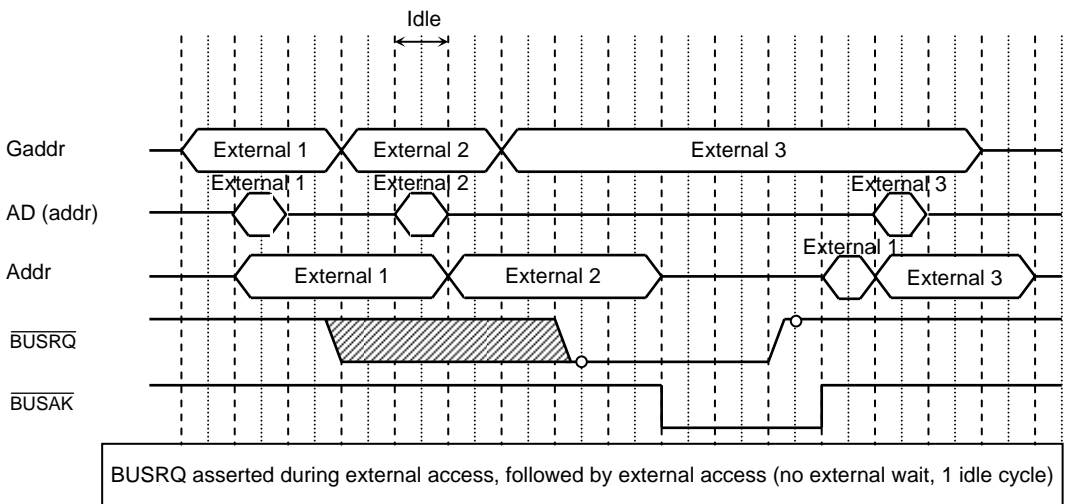 Idle
Gaddr
External 1
External 2
External 3
External 1
External 2
External 3
AD (addr)
External 1
Addr
External 1
External 2
External 3
BUSRQ
BUSAK
BUSRQ asserted during external access, followed by external access (no external wait, 1 idle cycle)